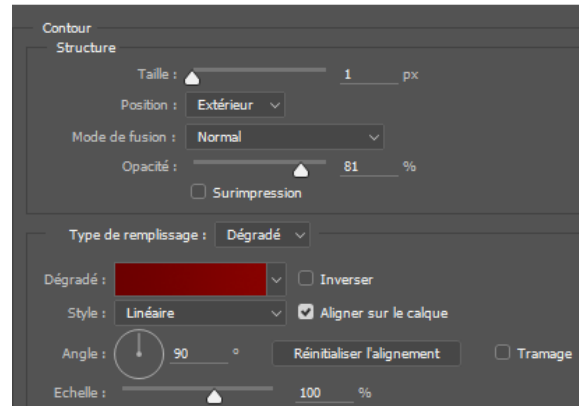 Contour
Structure
Taille : 1 px
Position : Extérieur
Mode de fusion : Normal
Opacité : 81 %
Surimpression
Type de remplissage : Dégradé
Dégradé : Inverser
Style : Linéaire Aligner sur le calque
Angle : 90 ° Réinitialiser l'alignement Tramage
Echelle : 100 %